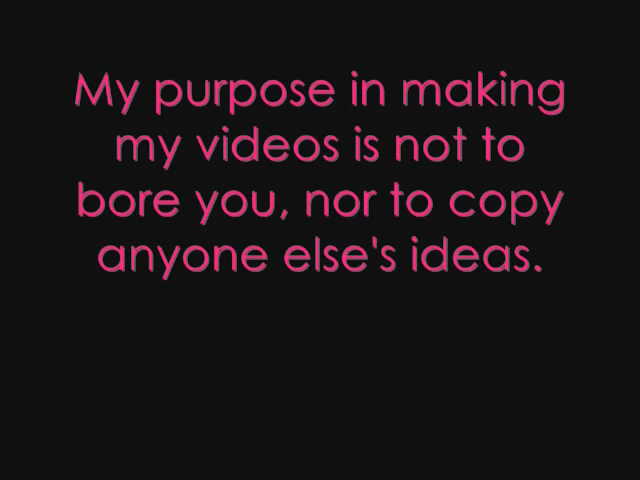 My purpose in making
my videos is not to
bore you, nor to copy
anyone else's ideas.